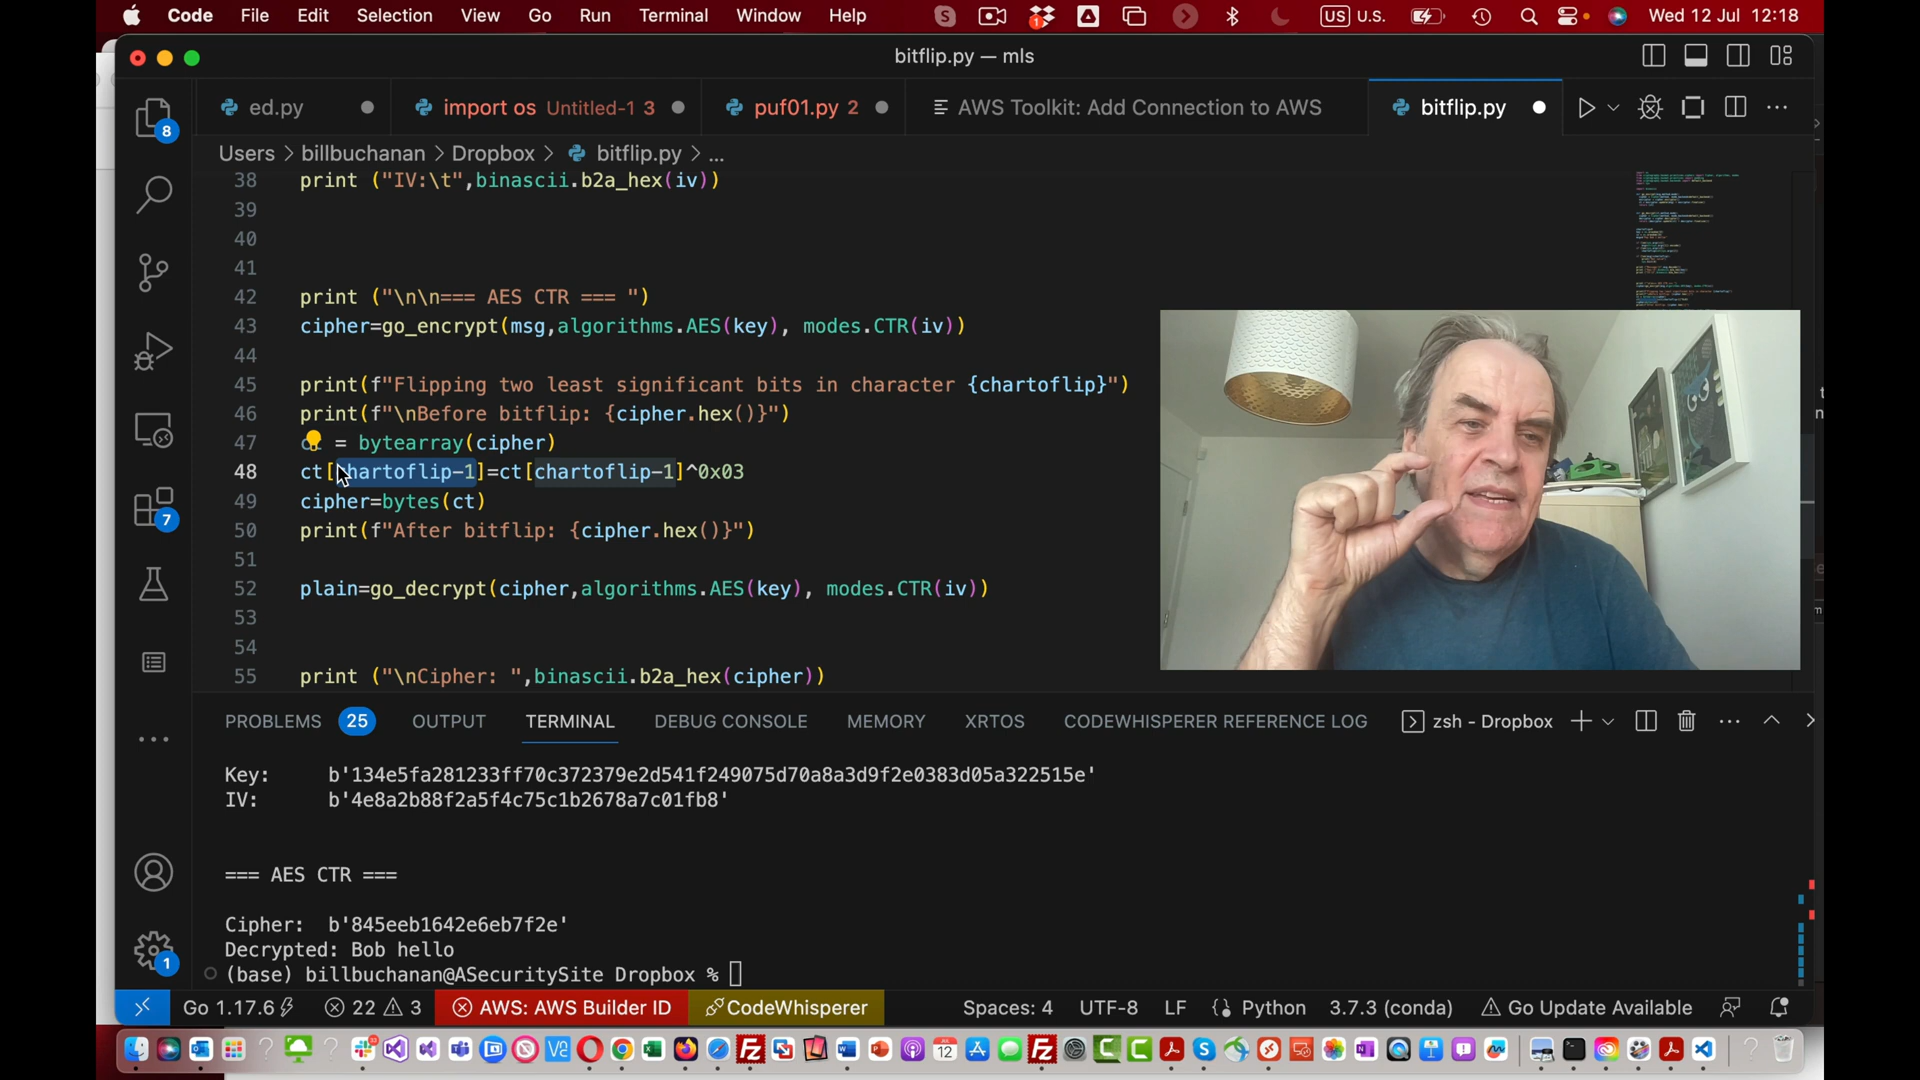 Code File Edit Selection View Go Run Terminal Window Help US U.S. Wed 12 Jul 12:18
bitflip.py — mls
ed.py import os Untitled-1 3 puf01.py 2 AWS Toolkit: Add Connection to AWS bitflip.py
Users > billbuchanan > Dropbox > bitflip.py > ...
38 print ("IV:\t",binascii.b2a_hex(iv))
39
40
41
42 print ("\n\n=== AES CTR === ")
43 cipher=go_encrypt(msg,algorithms.AES(key), modes.CTR(iv))
44
45 print(f"Flipping two least significant bits in character {chartoflip}")
46 print(f"\nBefore bitflip: {cipher.hex()}")
47 = bytearray(cipher)
48 ct[chartoflip-1]=ct[chartoflip-1]^0x03
49 cipher=bytes(ct)
50 print(f"After bitflip: {cipher.hex()}")
51
52 plain=go_decrypt(cipher,algorithms.AES(key), modes.CTR(iv))
53
54
55 print ("\nCipher: ",binascii.b2a_hex(cipher))
8
7
1
PROBLEMS 25 OUTPUT TERMINAL DEBUG CONSOLE MEMORY XRTOS CODEWHISPERER REFERENCE LOG zsh - Dropbox
Key: b'134e5fa281233ff70c372379e2d541f249075d70a8a3d9f2e0383d05a322515e'
IV: b'4e8a2b88f2a5f4c75c1b2678a7c01fb8'
=== AES CTR ===
Cipher: b'845eeb1642e6eb7f2e'
Decrypted: Bob hello
(base) billbuchanan@ASecuritySite Dropbox %
Go 1.17.6 22 3 AWS: AWS Builder ID CodeWhisperer Spaces: 4 UTF-8 LF Python 3.7.3 (conda) Go Update Available